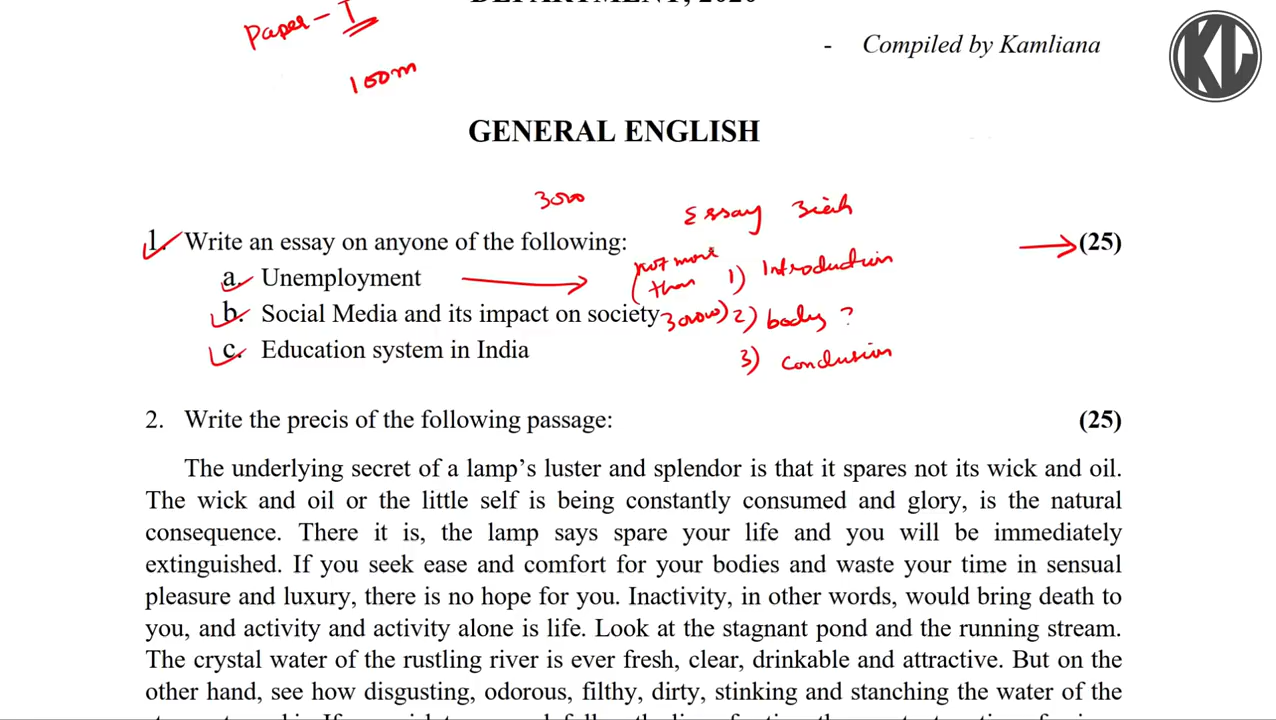 DEPARTMENT, 2020
Paper - I
- Compiled by Kamliana
KL
100m
GENERAL ENGLISH
Essay ziah
1. Write an essay on anyone of the following: (25)
a. Unemployment
(not more than
1) Introduction
b. Social Media and its impact on society
2) body ?
c. Education system in India
3) Conclusion
2. Write the precis of the following passage: (25)
The underlying secret of a lamp’s luster and splendor is that it spares not its wick and oil.
The wick and oil or the little self is being constantly consumed and glory, is the natural
consequence. There it is, the lamp says spare your life and you will be immediately
extinguished. If you seek ease and comfort for your bodies and waste your time in sensual
pleasure and luxury, there is no hope for you. Inactivity, in other words, would bring death to
you, and activity and activity alone is life. Look at the stagnant pond and the running stream.
The crystal water of the rustling river is ever fresh, clear, drinkable and attractive. But on the
other hand, see how disgusting, odorous, filthy, dirty, stinking and stanching the water of the